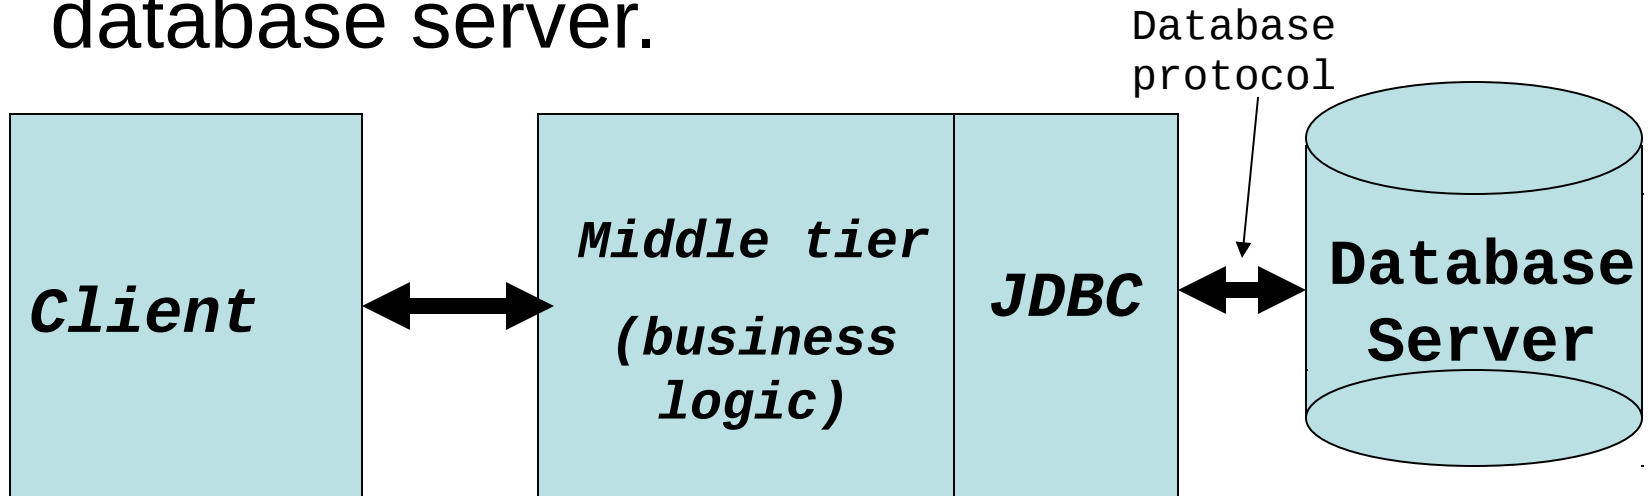 database server.
Database
protocol
Client
Middle tier
(business
logic)
JDBC
Database
Server